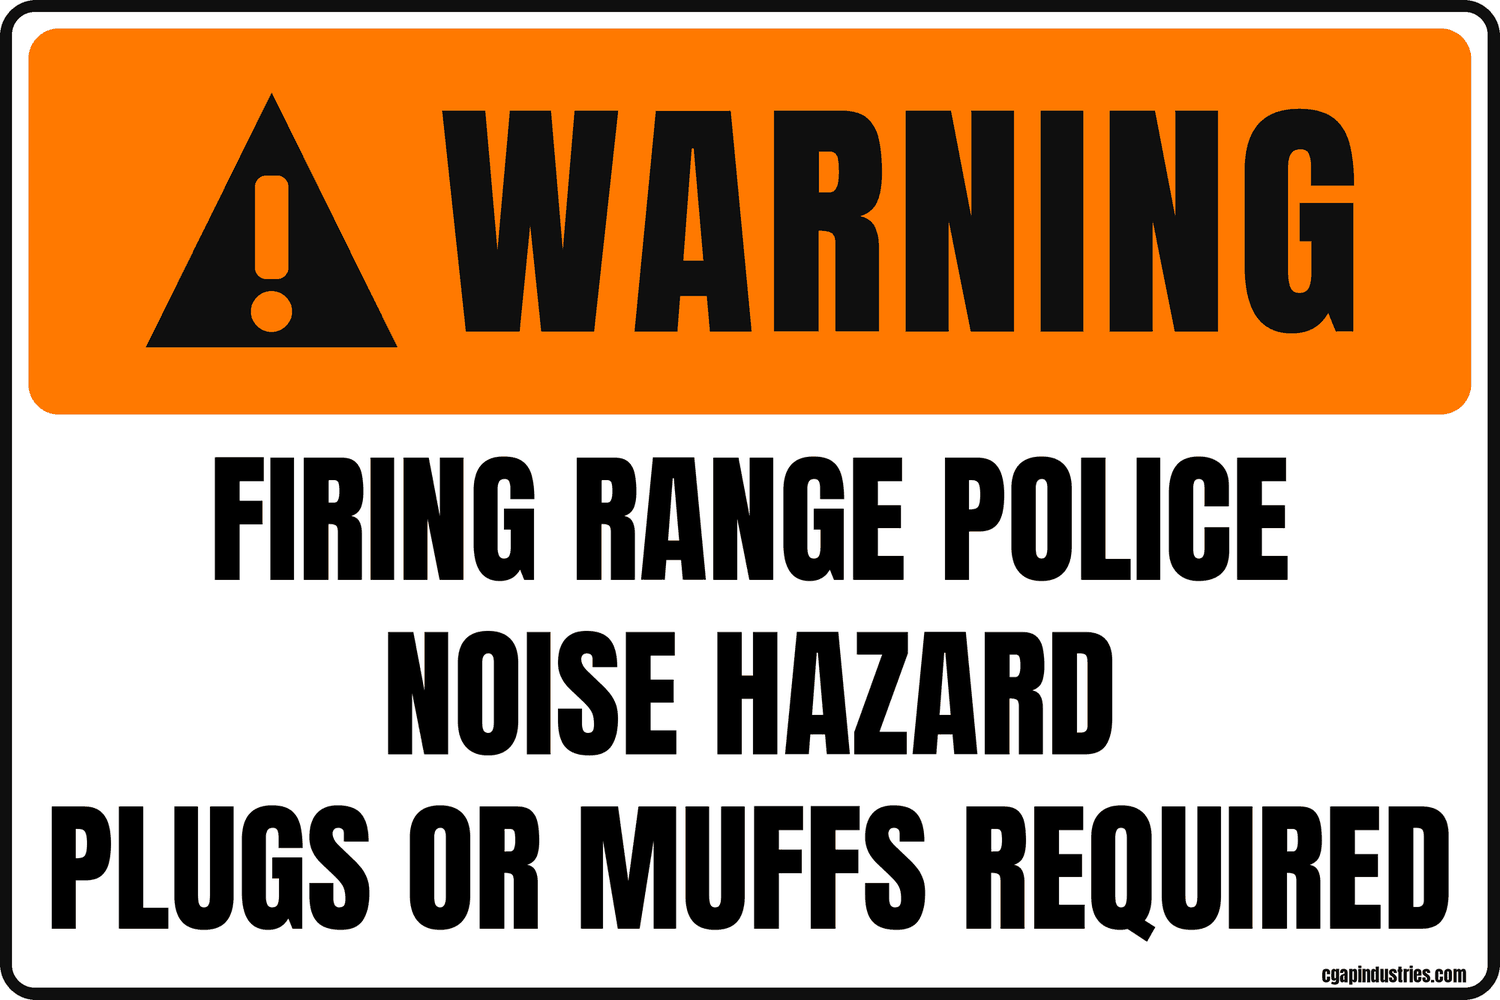 WARNING
FIRING RANGE POLICE
NOISE HAZARD
PLUGS OR MUFFS REQUIRED
cgapindustries.com